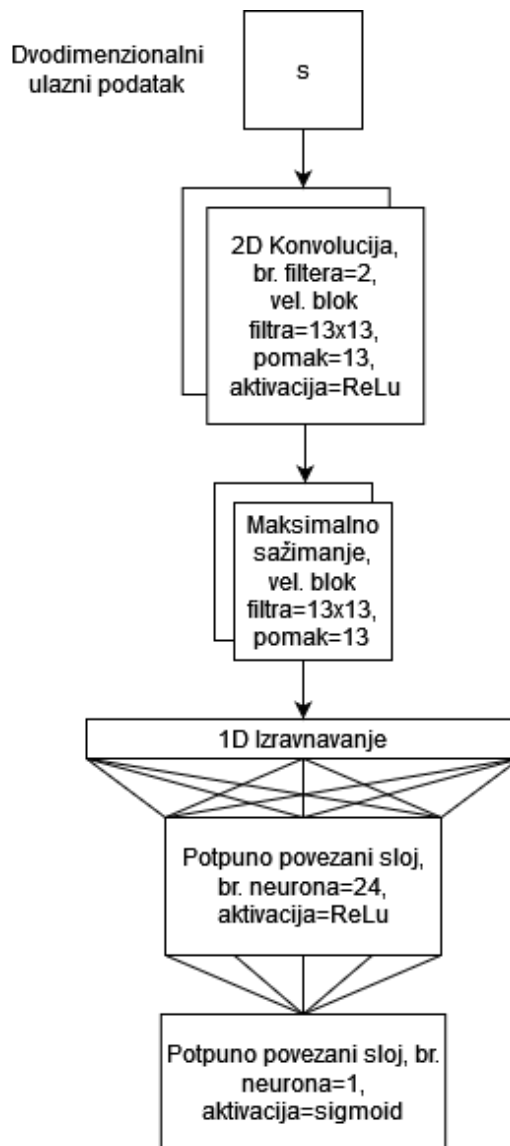 Dvodimenzionalni
ulazni podatak
s
2D Konvolucija,
br. filtera=2,
vel. blok
filtra=13x13,
pomak=13,
aktivacija=ReLu
Maksimalno
sažimanje,
vel. blok
filtra=13x13,
pomak=13
1D Izravnavanje
Potpuno povezani sloj,
br. neurona=24,
aktivacija=ReLu
Potpuno povezani sloj, br.
neurona=1,
aktivacija=sigmoid